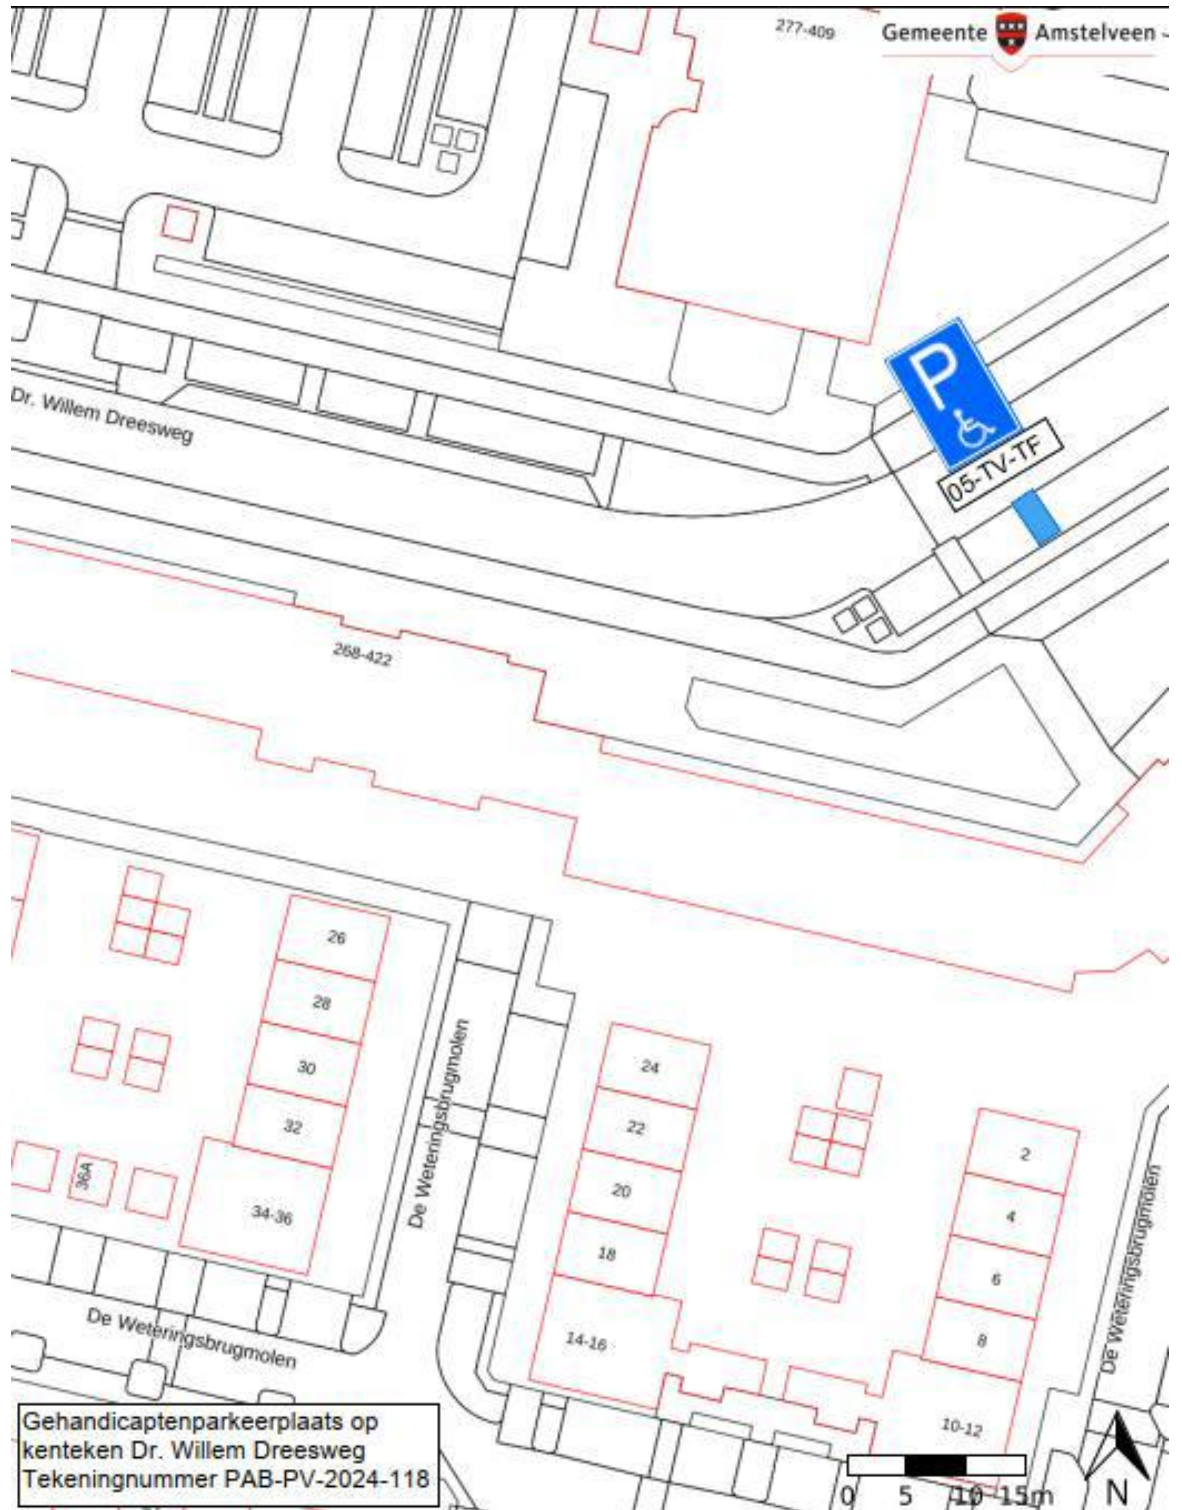 277-409
Gemeente Amstelveen
Dr. Willem Dreesweg
P
05-TV-TF
268-422
26
28
30
32
34-36
36A
De Weteringsbrugmolen
24
22
20
18
14-16
2
4
6
8
10-12
De Weteringsbrugmolen
De Weteringsbrugmolen
Gehandicaptenparkeerplaats op
kenteken Dr. Willem Dreesweg
Tekeningnummer PAB-PV-2024-118
0 5 10 15m
N